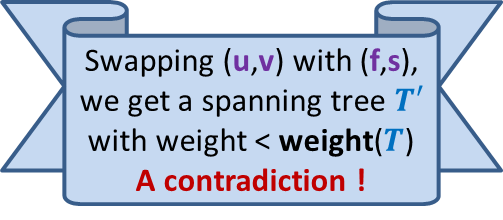 Swapping (u,v) with (f,s),
we get a spanning tree T′
with weight < weight(T)
A contradiction !